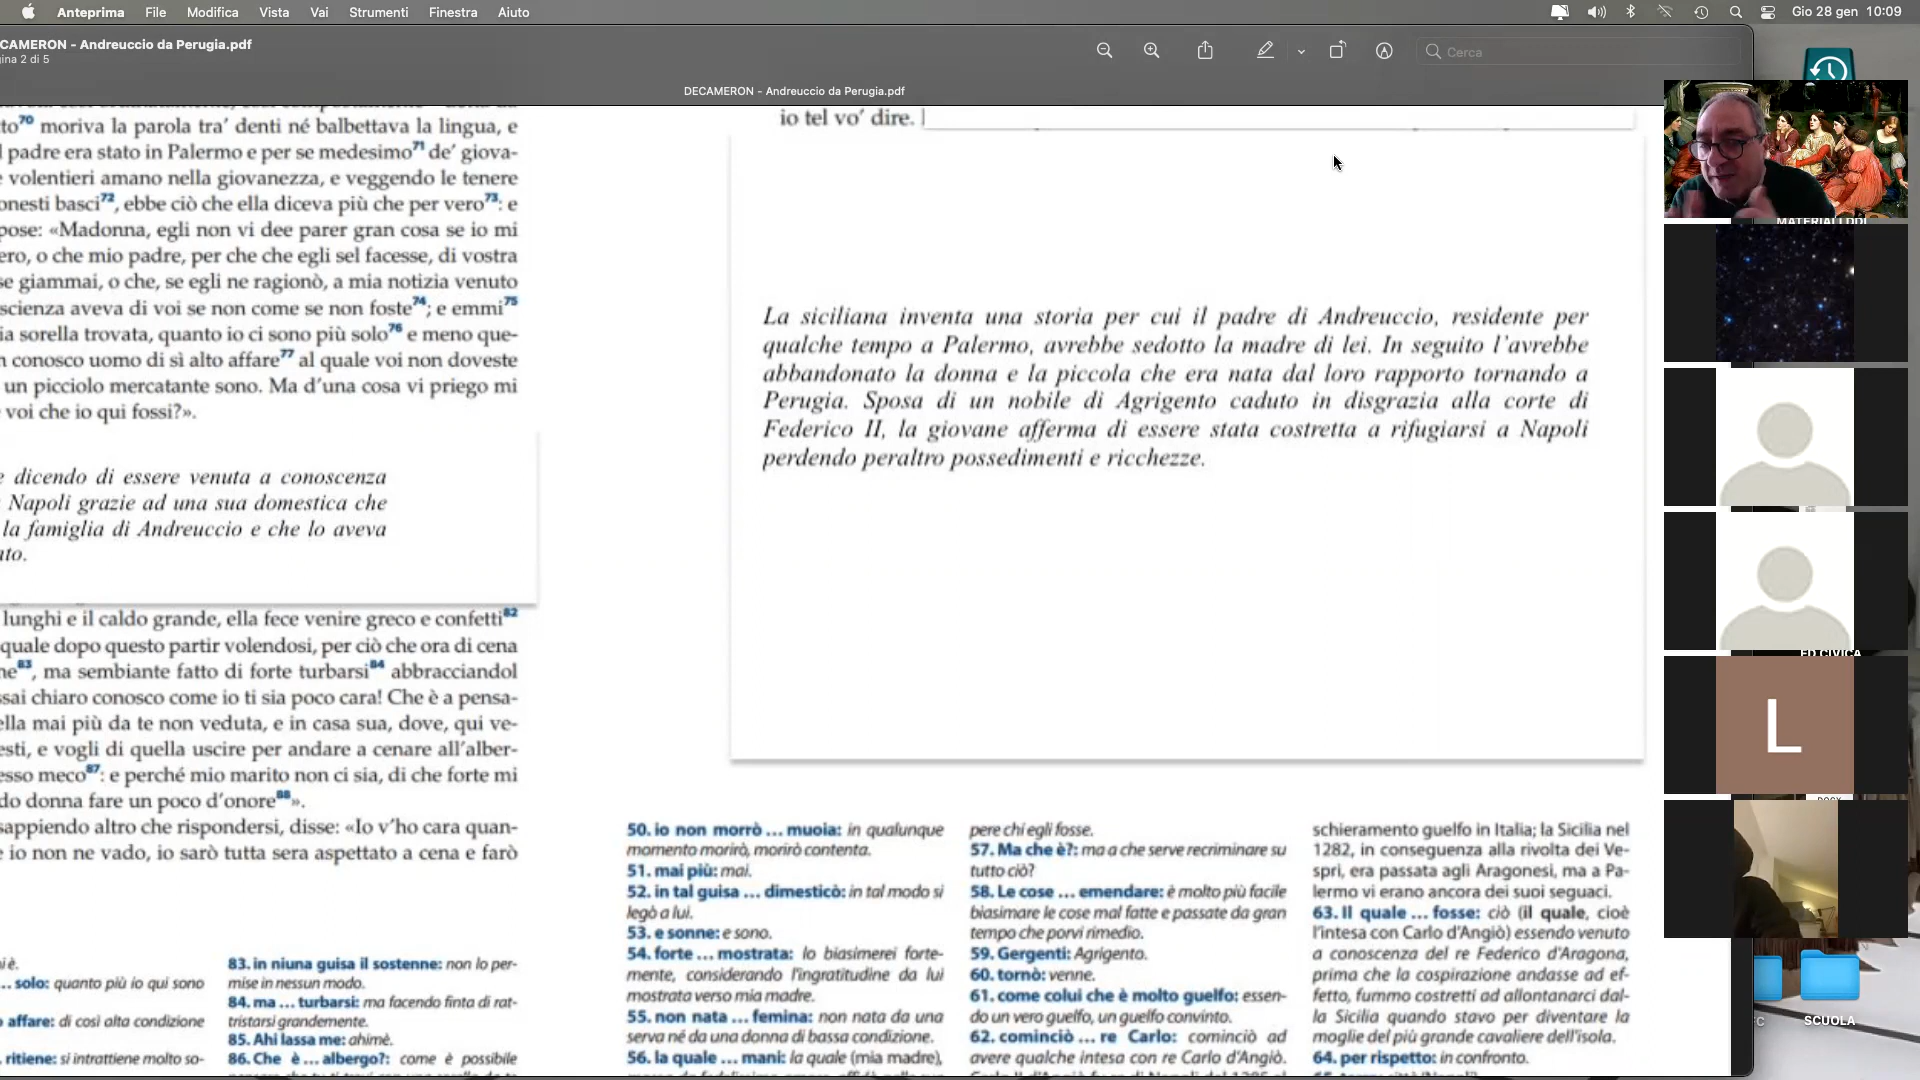 Anteprima File Modifica Vista Vai Strumenti Finestra Aiuto
Gio 28 gen 10:09
CAMERON - Andreuccio da Perugia.pdf
ina 2 di 5
Cerca
DECAMERON - Andreuccio da Perugia.pdf
to70 moriva la parola tra’ denti né balbettava la lingua, e
l padre era stato in Palermo e per se medesimo71 de’ giova-
e volentieri amano nella giovanezza, e veggendo le tenere
onesti basci72, ebbe ciò che ella diceva più che per vero73: e
pose: «Madonna, egli non vi dee parer gran cosa se io mi
ero, o che mio padre, per che che egli sel facesse, di vostra
se giammai, o che, se egli ne ragionò, a mia notizia venuto
scienza aveva di voi se non come se non foste74; e emmi75
ia sorella trovata, quanto io ci sono più solo76 e meno que-
n conosco uomo di sì alto affare77 al quale voi non doveste
un picciolo mercatante sono. Ma d’una cosa vi priego mi
voi che io qui fossi?».
e dicendo di essere venuta a conoscenza
Napoli grazie ad una sua domestica che
la famiglia di Andreuccio e che lo aveva
ato.
lunghi e il caldo grande, ella fece venire greco e confetti82
quale dopo questo partir volendosi, per ciò che ora di cena
ne83, ma sembiante fatto di forte turbarsi84 abbracciandol
ssai chiaro conosco come io ti sia poco cara! Che è a pensa-
ella mai più da te non veduta, e in casa sua, dove, qui ve-
esti, e vogli di quella uscire per andare a cenare all’alber-
esso meco87: e perché mio marito non ci sia, di che forte mi
do donna fare un poco d’onore88».
sappiendo altro che rispondersi, disse: «Io v’ho cara quan-
e io non ne vado, io sarò tutta sera aspettato a cena e farò
i è.
... solo: quanto più io qui sono
affare: di così alta condizione
ritiene: si intrattiene molto so-
83. in niuna guisa il sostenne: non lo per-
mise in nessun modo.
84. ma ... turbarsi: ma facendo finta di rat-
tristarsi grandemente.
85. Ahi lassa me: ahimè.
86. Che è ... albergo?: come è possibile
io tel vo’ dire.
La siciliana inventa una storia per cui il padre di Andreuccio, residente per
qualche tempo a Palermo, avrebbe sedotto la madre di lei. In seguito l’avrebbe
abbandonato la donna e la piccola che era nata dal loro rapporto tornando a
Perugia. Sposa di un nobile di Agrigento caduto in disgrazia alla corte di
Federico II, la giovane afferma di essere stata costretta a rifugiarsi a Napoli
perdendo peraltro possedimenti e ricchezze.
50. io non morrò ... muoia: in qualunque
momento morirò, morirò contenta.
51. mai più: mai.
52. in tal guisa ... dimesticò: in tal modo si
legò a lui.
53. e sonne: e sono.
54. forte ... mostrata: lo biasimerei forte-
mente, considerando l’ingratitudine da lui
mostrata verso mia madre.
55. non nata ... femina: non nata da una
serva né da una donna di bassa condizione.
56. la quale ... mani: la quale (mia madre),
pere chi egli fosse.
57. Ma che è?: ma a che serve recriminare su
tutto ciò?
58. Le cose ... emendare: è molto più facile
biasimare le cose mal fatte e passate da gran
tempo che porvi rimedio.
59. Gergenti: Agrigento.
60. tornò: venne.
61. come colui che è molto guelfo: essen-
do un vero guelfo, un guelfo convinto.
62. cominciò ... re Carlo: cominciò ad
avere qualche intesa con re Carlo d’Angiò.
schieramento guelfo in Italia; la Sicilia nel
1282, in conseguenza alla rivolta dei Ve-
spri, era passata agli Aragonesi, ma a Pa-
lermo vi erano ancora dei suoi seguaci.
63. Il quale ... fosse: ciò (il quale, cioè
l’intesa con Carlo d’Angiò) essendo venuto
a conoscenza del re Federico d’Aragona,
prima che la cospirazione andasse ad ef-
fetto, fummo costretti ad allontanarci dal-
la Sicilia quando stavo per diventare la
moglie del più grande cavaliere dell’isola.
64. per rispetto: in confronto.
MATERIALI DDI
ED CIVICA
L
SCUOLA